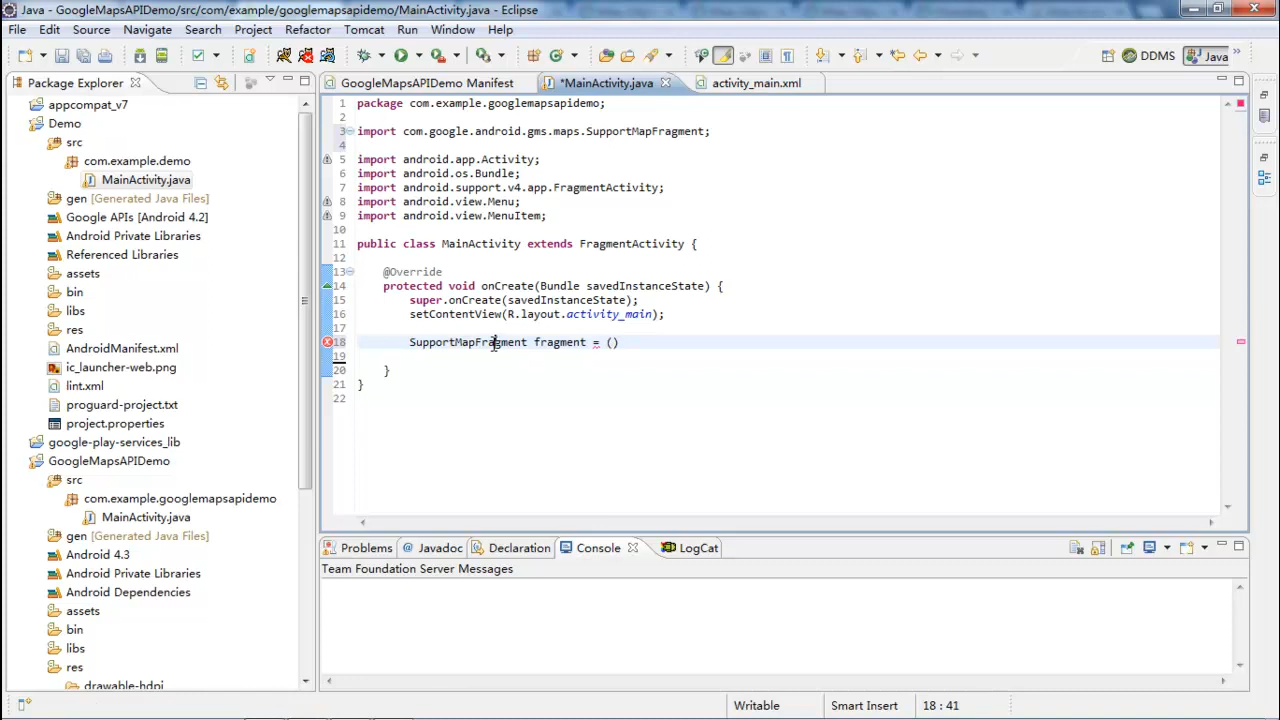 Java - GoogleMapsAPIDemo/src/com/example/googlemapsapidemo/MainActivity.java - Eclipse
File Edit Source Navigate Search Project Refactor Tomcat Run Window Help
DDMS Java
Package Explorer
appcompat_v7
Demo
src
com.example.demo
MainActivity.java
gen [Generated Java Files]
Google APIs [Android 4.2]
Android Private Libraries
Referenced Libraries
assets
bin
libs
res
AndroidManifest.xml
ic_launcher-web.png
lint.xml
proguard-project.txt
project.properties
google-play-services_lib
GoogleMapsAPIDemo
src
com.example.googlemapsapidemo
MainActivity.java
gen [Generated Java Files]
Android 4.3
Android Private Libraries
Android Dependencies
assets
bin
libs
res
drawable-hdpi
GoogleMapsAPIDemo Manifest *MainActivity.java activity_main.xml
1 package com.example.googlemapsapidemo;
2
3 import com.google.android.gms.maps.SupportMapFragment;
4
5 import android.app.Activity;
6 import android.os.Bundle;
7 import android.support.v4.app.FragmentActivity;
8 import android.view.Menu;
9 import android.view.MenuItem;
10
11 public class MainActivity extends FragmentActivity {
12
13 @Override
14 protected void onCreate(Bundle savedInstanceState) {
15 super.onCreate(savedInstanceState);
16 setContentView(R.layout.activity_main);
17
18 SupportMapFragment fragment = ()
19
20 }
21 }
22
Problems Javadoc Declaration Console LogCat
Team Foundation Server Messages
Writable Smart Insert 18 : 41